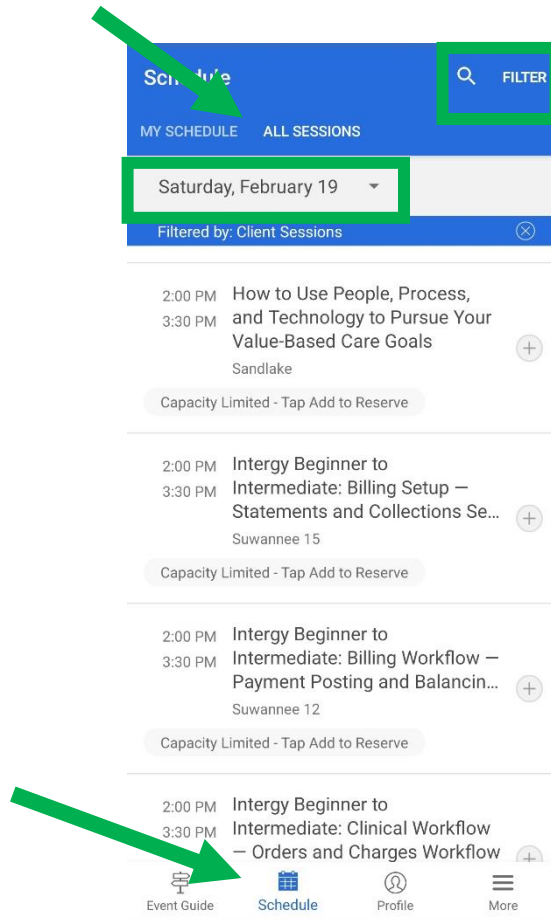 Schedule
FILTER
MY SCHEDULE ALL SESSIONS
Saturday, February 19
Filtered by: Client Sessions
2:00 PM
3:30 PM
How to Use People, Process,
and Technology to Pursue Your
Value-Based Care Goals
Sandlake
Capacity Limited - Tap Add to Reserve
2:00 PM
3:30 PM
Intergy Beginner to
Intermediate: Billing Setup —
Statements and Collections Se...
Suwannee 15
Capacity Limited - Tap Add to Reserve
2:00 PM
3:30 PM
Intergy Beginner to
Intermediate: Billing Workflow —
Payment Posting and Balancin...
Suwannee 12
Capacity Limited - Tap Add to Reserve
2:00 PM
3:30 PM
Intergy Beginner to
Intermediate: Clinical Workflow
— Orders and Charges Workflow
Event Guide Schedule Profile More